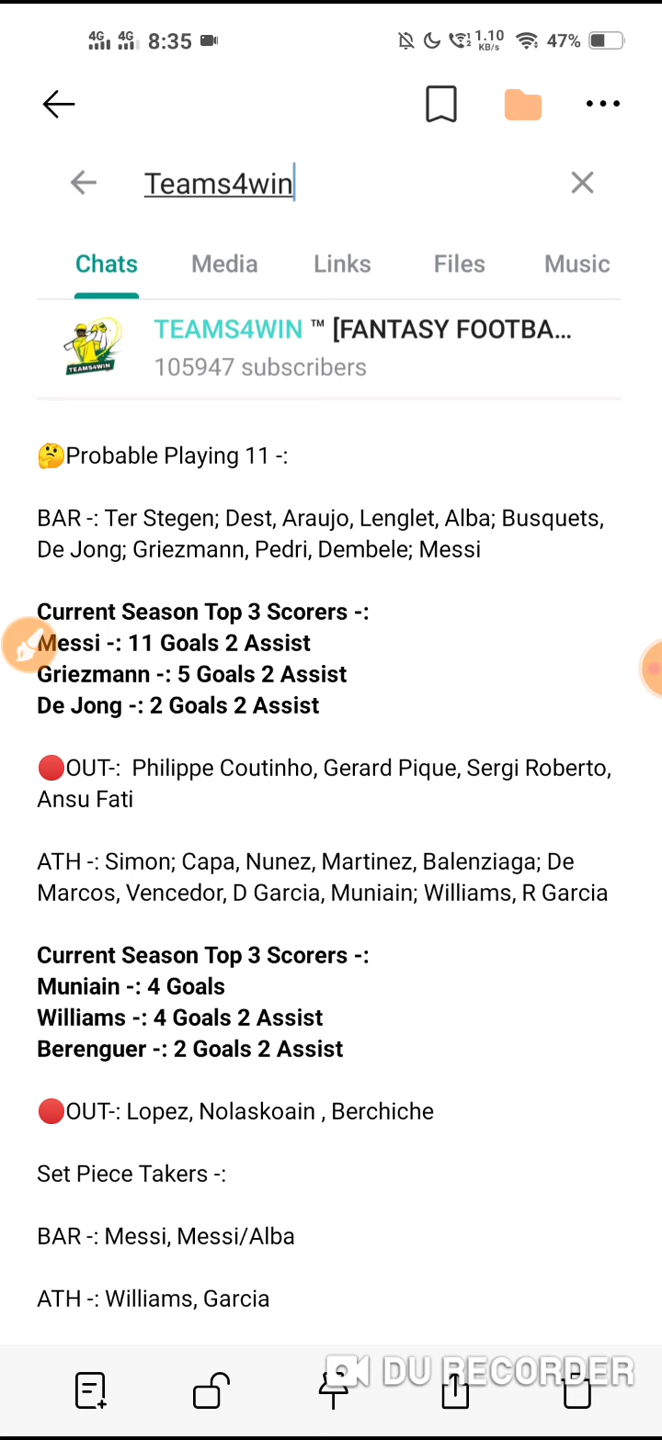 4G 4G 8:35 1.10 KB/s 47%
Teams4win
Chats Media Links Files Music
TEAMS4WIN ™ [FANTASY FOOTBA...
TEAMS4WIN
105947 subscribers
🤔Probable Playing 11 -:
BAR -: Ter Stegen; Dest, Araujo, Lenglet, Alba; Busquets,
De Jong; Griezmann, Pedri, Dembele; Messi
Current Season Top 3 Scorers -:
Messi -: 11 Goals 2 Assist
Griezmann -: 5 Goals 2 Assist
De Jong -: 2 Goals 2 Assist
🔴OUT-: Philippe Coutinho, Gerard Pique, Sergi Roberto,
Ansu Fati
ATH -: Simon; Capa, Nunez, Martinez, Balenziaga; De
Marcos, Vencedor, D Garcia, Muniain; Williams, R Garcia
Current Season Top 3 Scorers -:
Muniain -: 4 Goals
Williams -: 4 Goals 2 Assist
Berenguer -: 2 Goals 2 Assist
🔴OUT-: Lopez, Nolaskoain , Berchiche
Set Piece Takers -:
BAR -: Messi, Messi/Alba
ATH -: Williams, Garcia
DU RECORDER